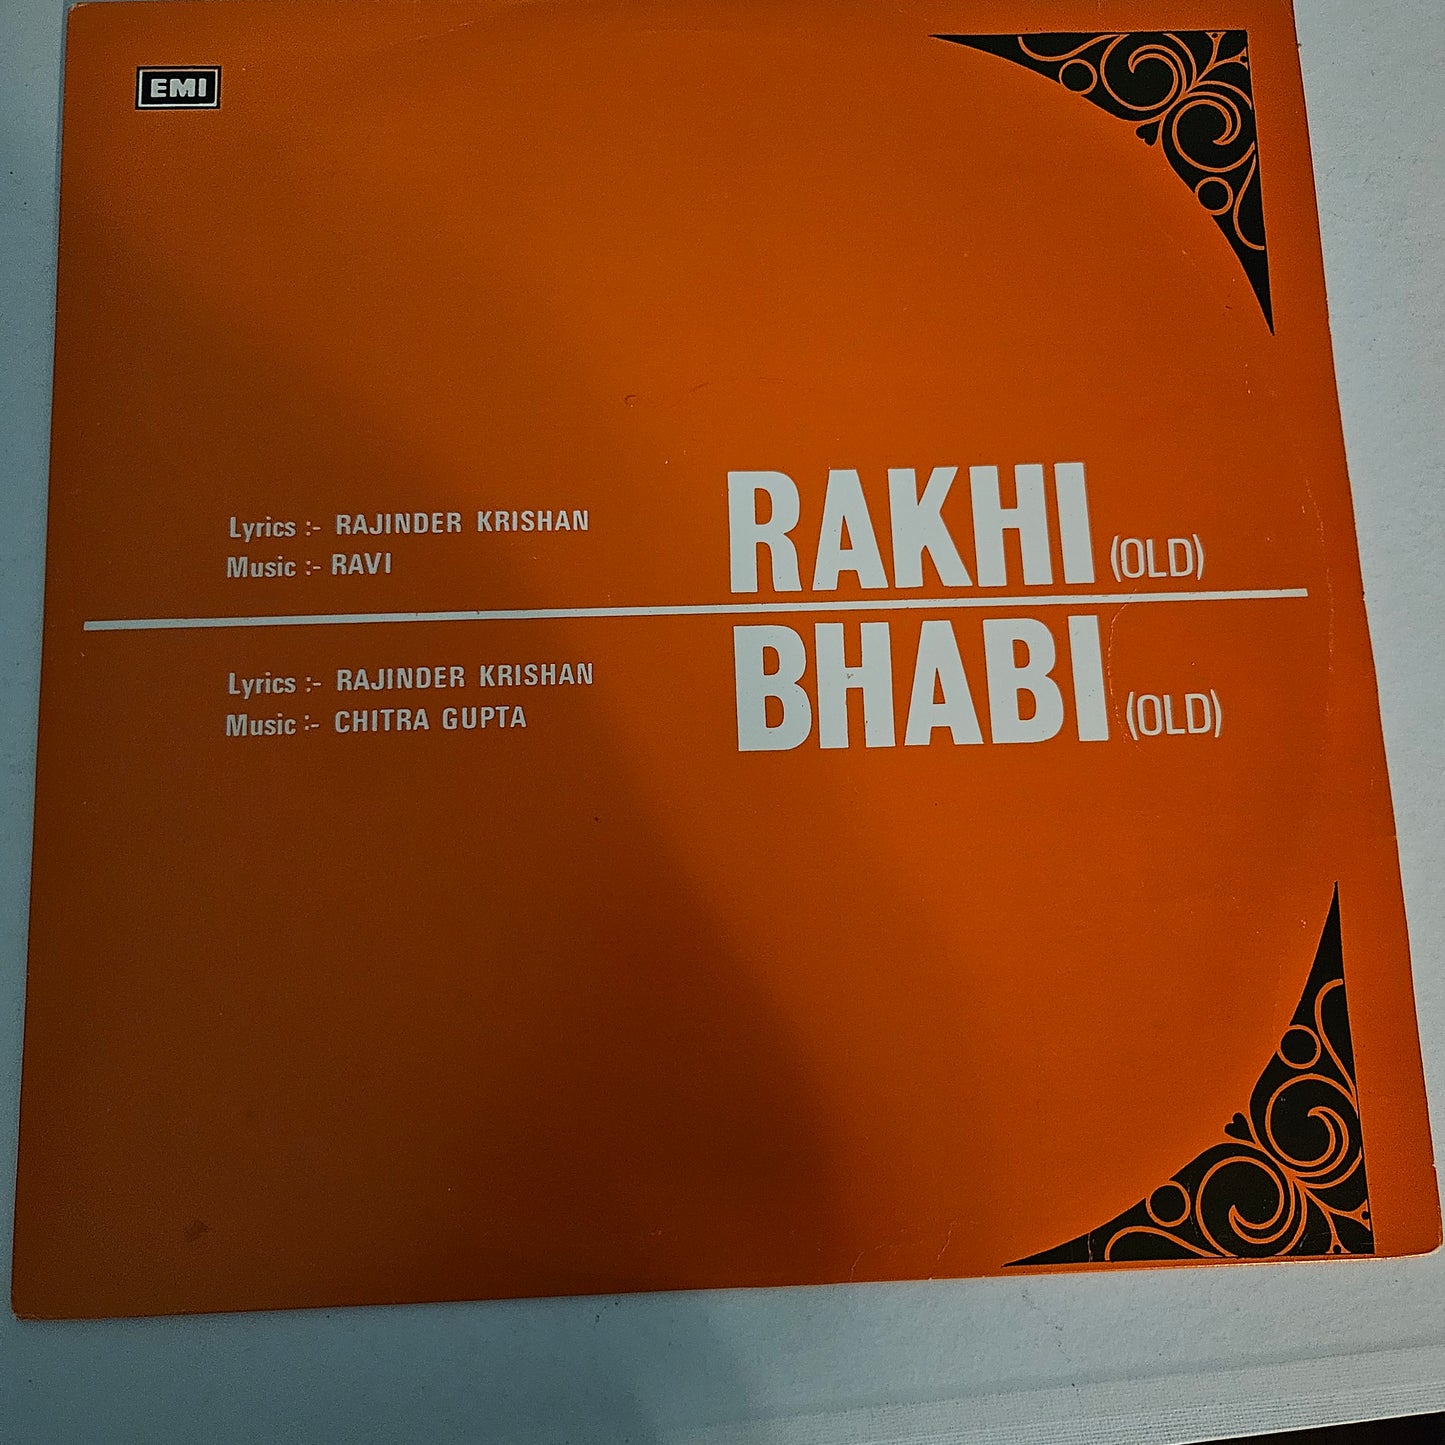 EMI
Lyrics :- RAJINDER KRISHAN
Music :- RAVI
RAKHI (OLD)
Lyrics :- RAJINDER KRISHAN
Music :- CHITRA GUPTA
BHABI (OLD)